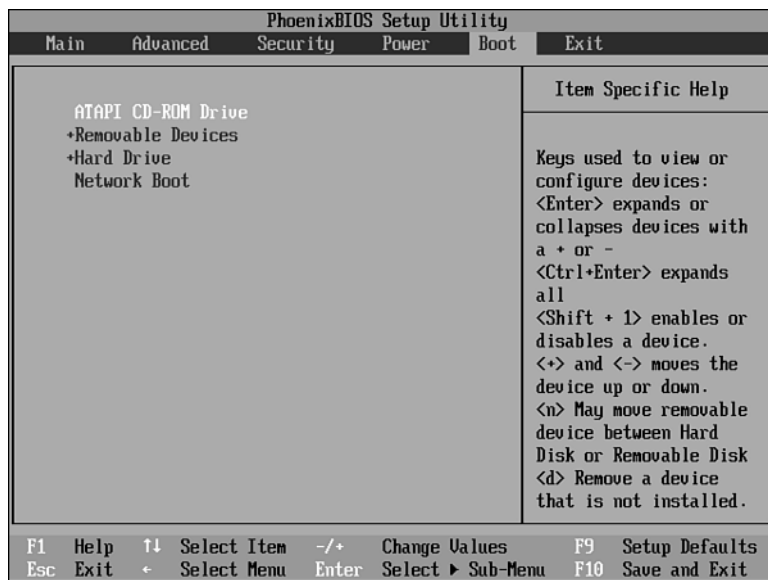 PhoenixBIOS Setup Utility
Main Advanced Security Power Boot Exit
ATAPI CD-ROM Drive
+Removable Devices
+Hard Drive
Network Boot
Item Specific Help
Keys used to view or
configure devices:
<Enter> expands or
collapses devices with
a + or -
<Ctrl+Enter> expands
all
<Shift + 1> enables or
disables a device.
<+> and <-> moves the
device up or down.
<n> May move removable
device between Hard
Disk or Removable Disk
<d> Remove a device
that is not installed.
F1 Help ↑↓ Select Item -/+ Change Values F9 Setup Defaults
Esc Exit ← Select Menu Enter Select ▶ Sub-Menu F10 Save and Exit